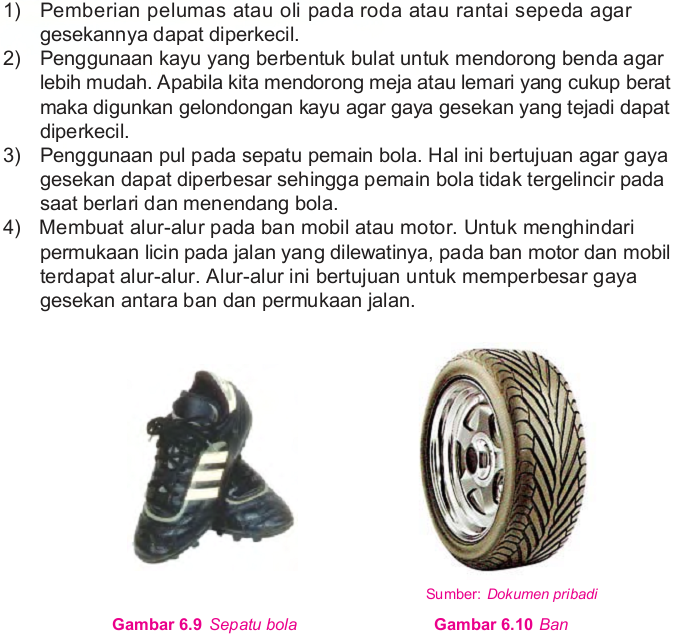 1) Pemberian pelumas atau oli pada roda atau rantai sepeda agar
gesekannya dapat diperkecil.
2) Penggunaan kayu yang berbentuk bulat untuk mendorong benda agar
lebih mudah. Apabila kita mendorong meja atau lemari yang cukup berat
maka digunkan gelondongan kayu agar gaya gesekan yang tejadi dapat
diperkecil.
3) Penggunaan pul pada sepatu pemain bola. Hal ini bertujuan agar gaya
gesekan dapat diperbesar sehingga pemain bola tidak tergelincir pada
saat berlari dan menendang bola.
4) Membuat alur-alur pada ban mobil atau motor. Untuk menghindari
permukaan licin pada jalan yang dilewatinya, pada ban motor dan mobil
terdapat alur-alur. Alur-alur ini bertujuan untuk memperbesar gaya
gesekan antara ban dan permukaan jalan.
Sumber: Dokumen pribadi
Gambar 6.9 Sepatu bola
Gambar 6.10 Ban